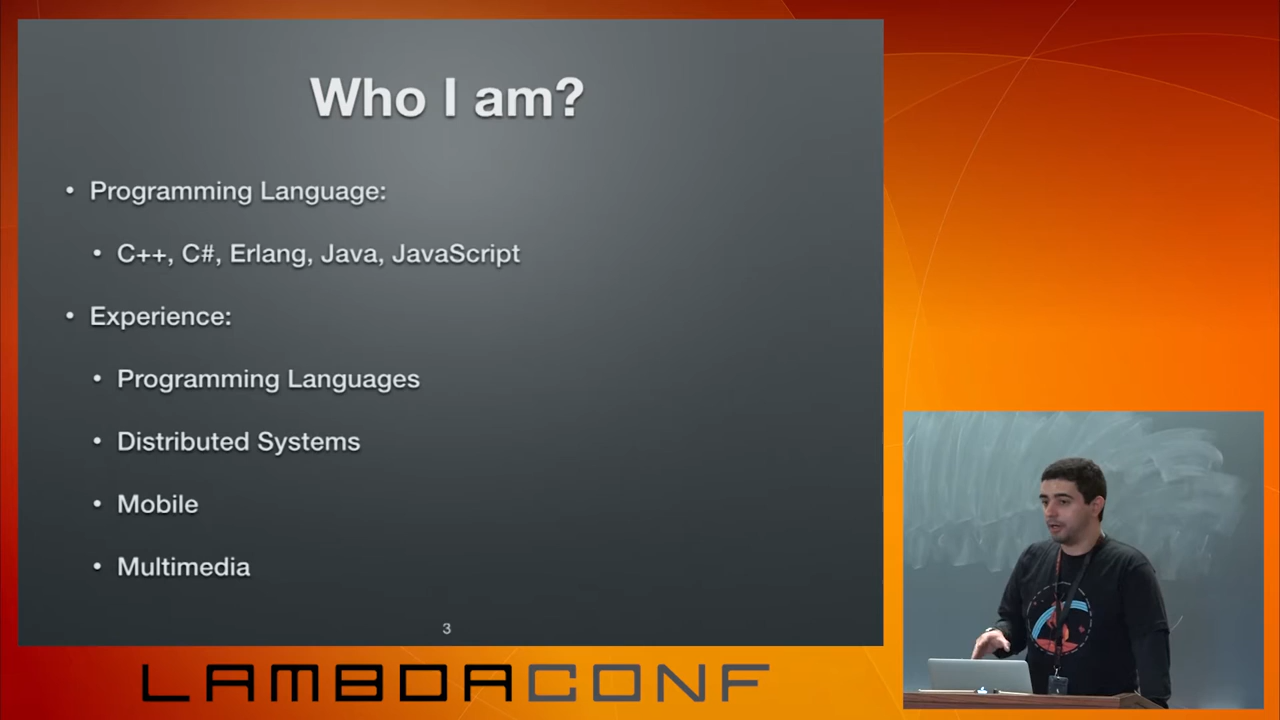 Who I am?
• Programming Language:
• C++, C#, Erlang, Java, JavaScript
• Experience:
• Programming Languages
• Distributed Systems
• Mobile
• Multimedia
3
LAMBDACONF